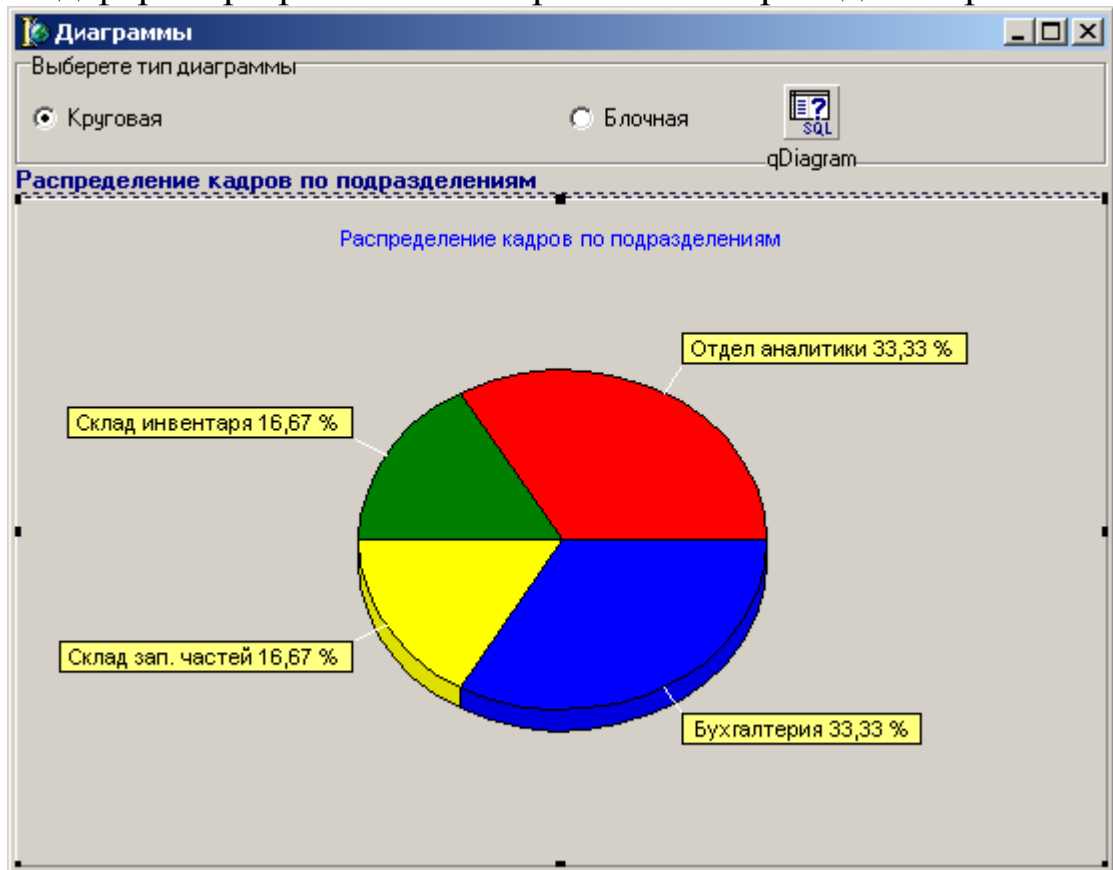 Диаграммы
Выберете тип диаграммы
Круговая
Блочная
SQL
qDiagram
Распределение кадров по подразделениям
Распределение кадров по подразделениям
Отдел аналитики 33,33 %
Склад инвентаря 16,67 %
Склад зап. частей 16,67 %
Бухгалтерия 33,33 %